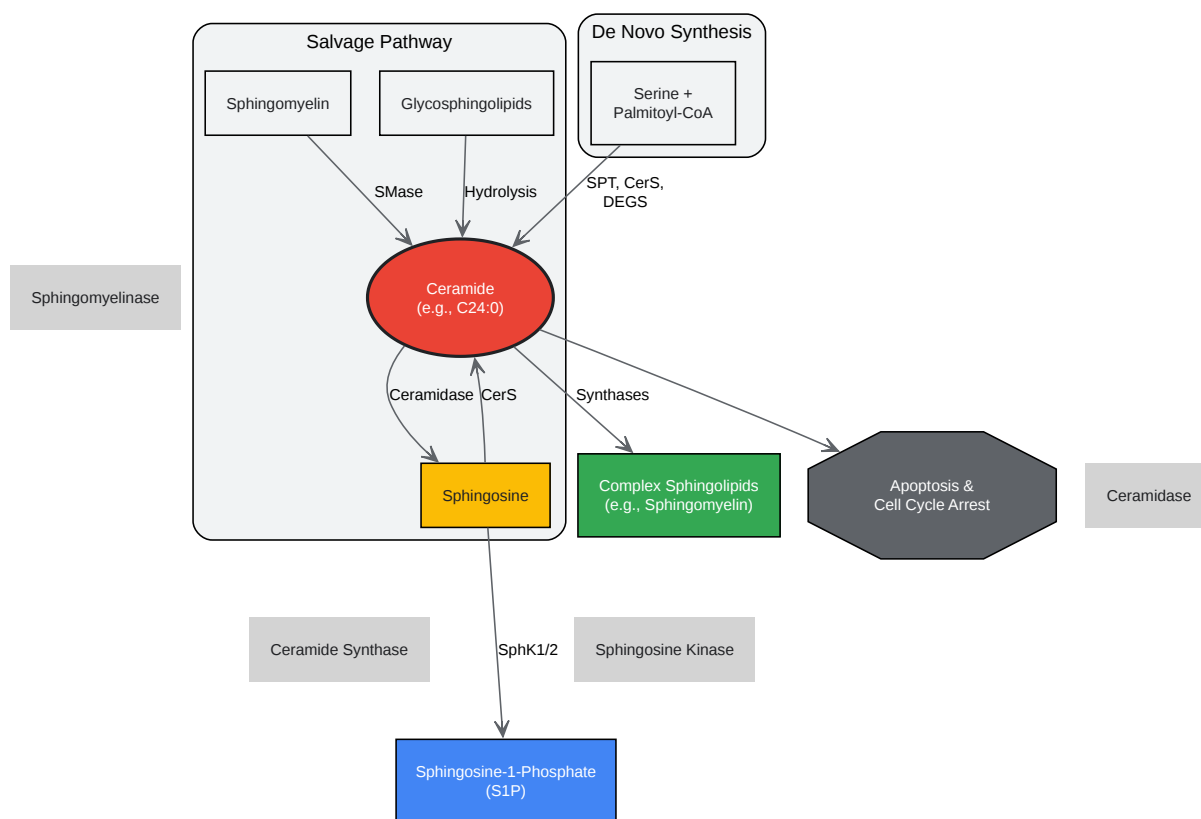 Salvage Pathway
De Novo Synthesis
Sphingomyelin
Glycosphingolipids
Serine +
Palmitoyl-CoA
SMase
Hydrolysis
SPT, CerS,
DEGS
Sphingomyelinase
Ceramide
(e.g., C24:0)
Ceramidase
CerS
Synthases
Sphingosine
Complex Sphingolipids
(e.g., Sphingomyelin)
Apoptosis &
Cell Cycle Arrest
Ceramidase
Ceramide Synthase
SphK1/2
Sphingosine Kinase
Sphingosine-1-Phosphate
(S1P)